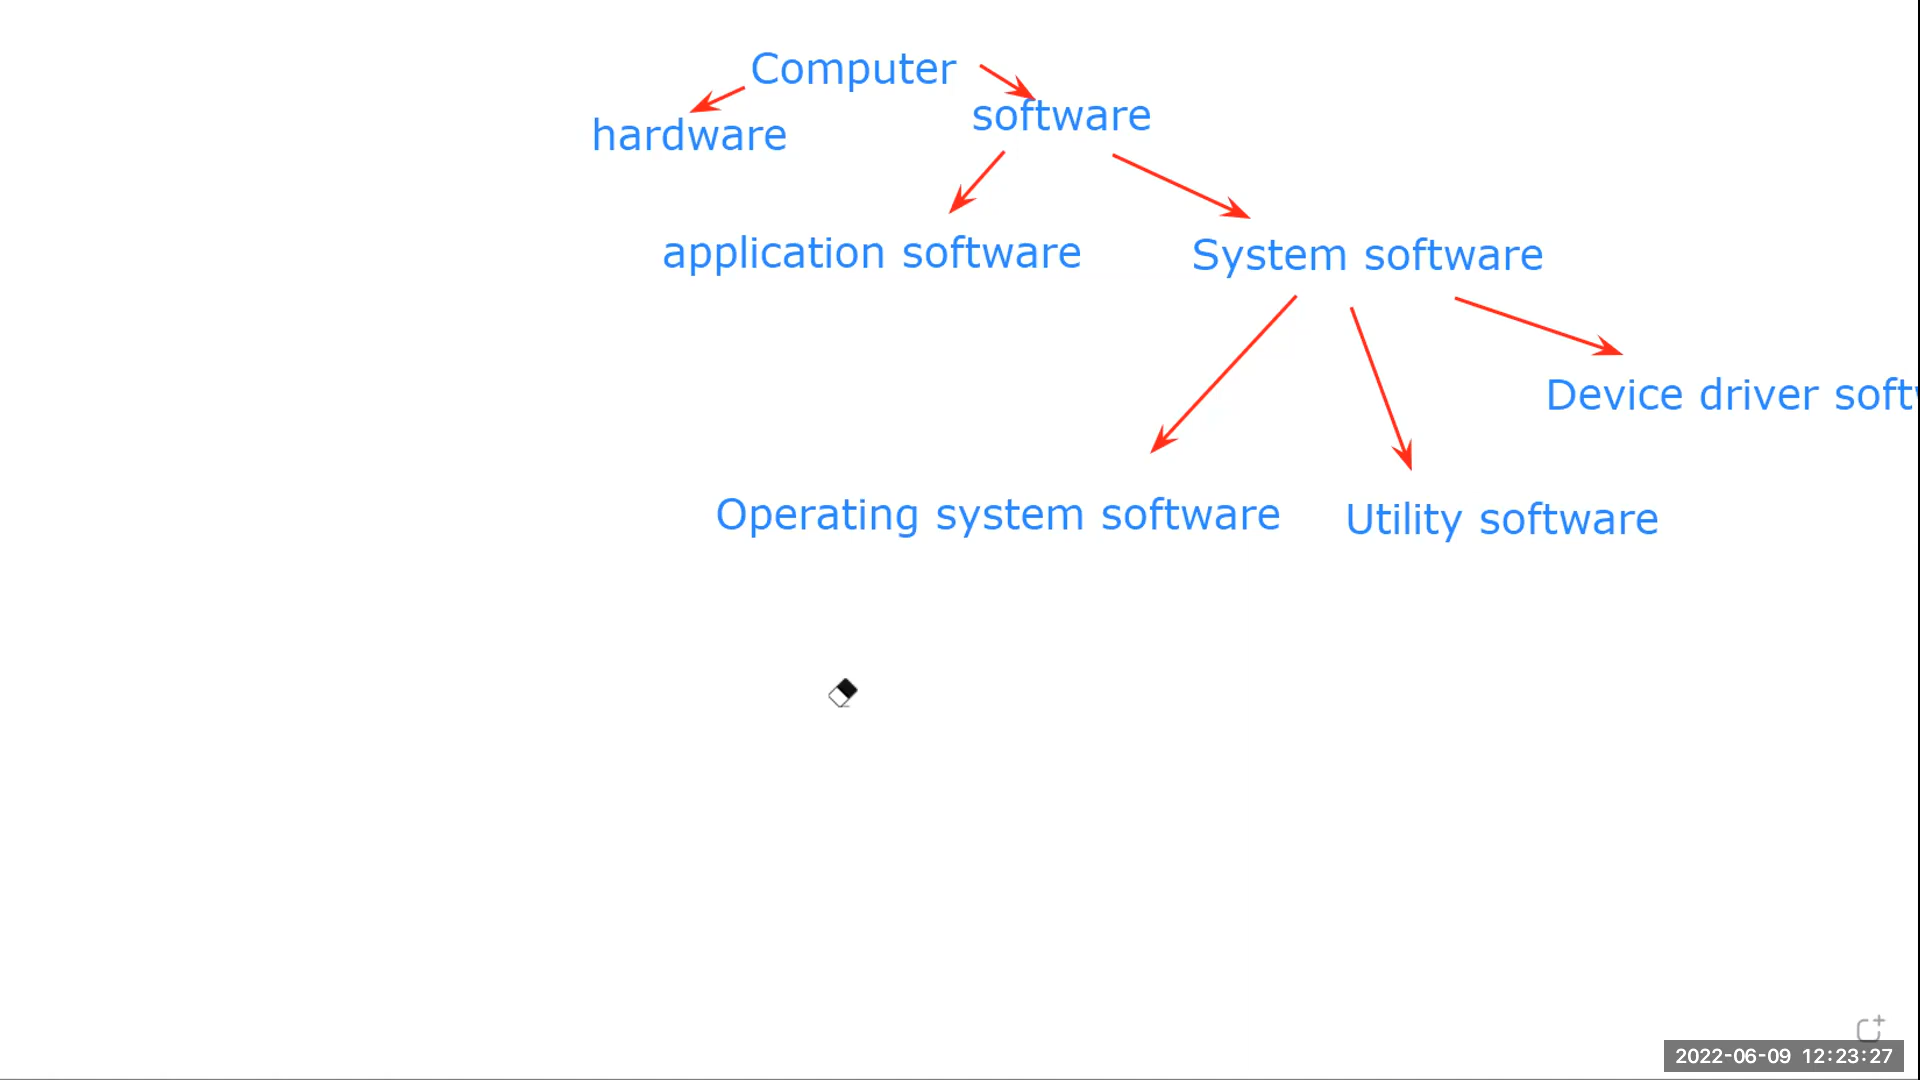 Computer
hardware
software
application software
System software
Device driver
Operating system software
Utility software
2022-06-09 12:23:27